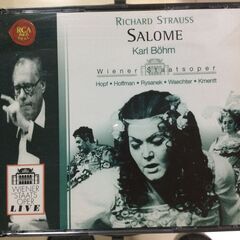 RCA
RICHARD STRAUSS
SALOME
Karl Böhm
Wiener Staatsoper
Hopf • Hoffman • Rysanek • Waechter • Kmentt
WIENER
STAATS
OPER
LIVE